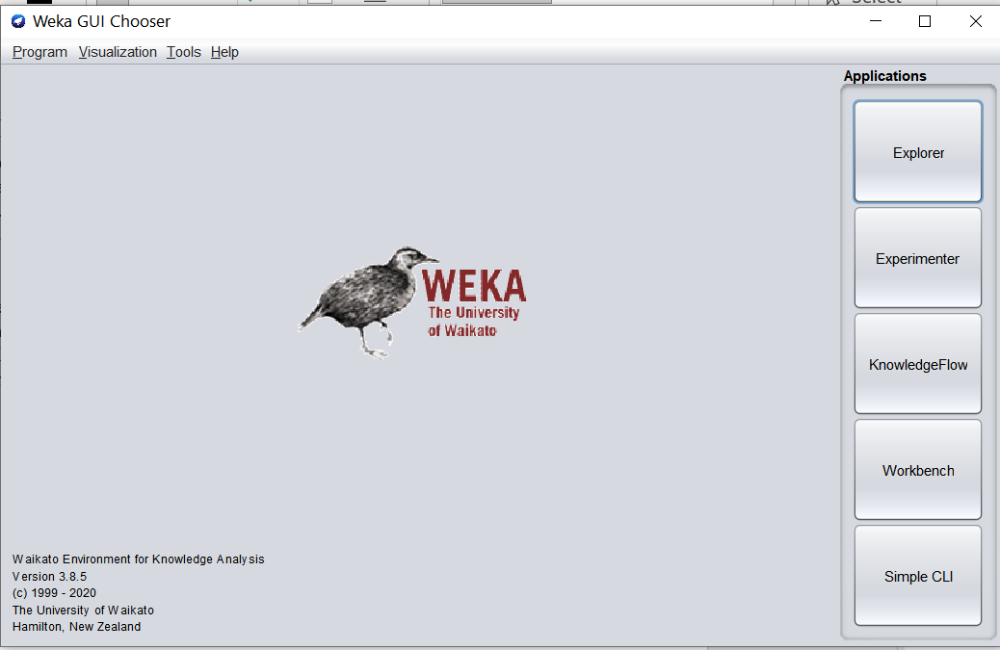 Select
Weka GUI Chooser
Program Visualization Tools Help
Applications
Explorer
Experimenter
KnowledgeFlow
Workbench
Simple CLI
WEKA
The University
of Waikato
Waikato Environment for Knowledge Analysis
Version 3.8.5
(c) 1999 - 2020
The University of Waikato
Hamilton, New Zealand